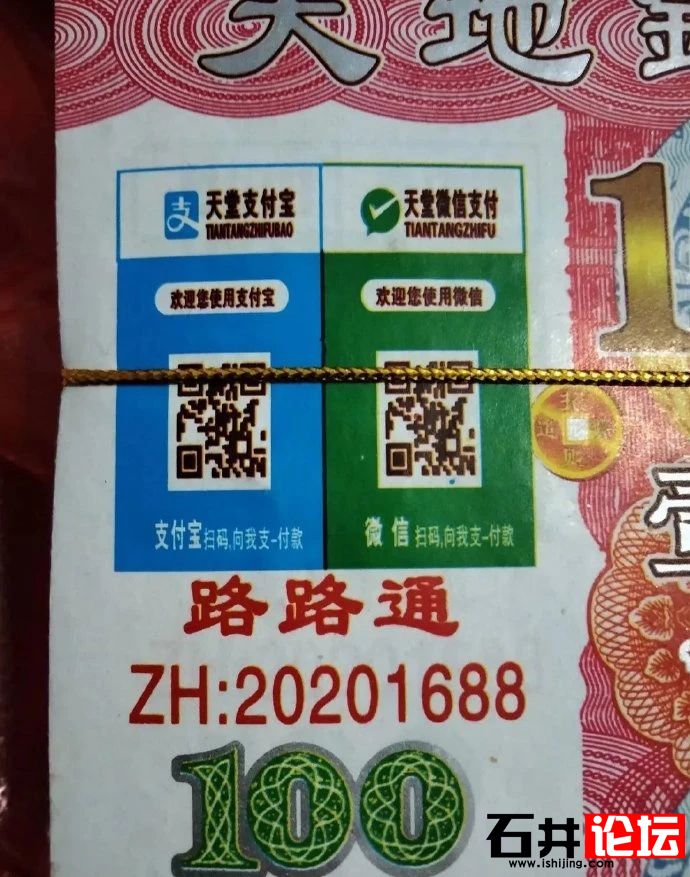 天地
天堂支付宝
TIANTANGZHIFUBAO
天堂微信支付
TIANTANGZHIFU
欢迎您使用支付宝
欢迎您使用微信
支付宝 扫码,向我支-付款
微信 扫码,向我支-付款
路路通
ZH:20201688
100
石井论坛
www.ishijing.com